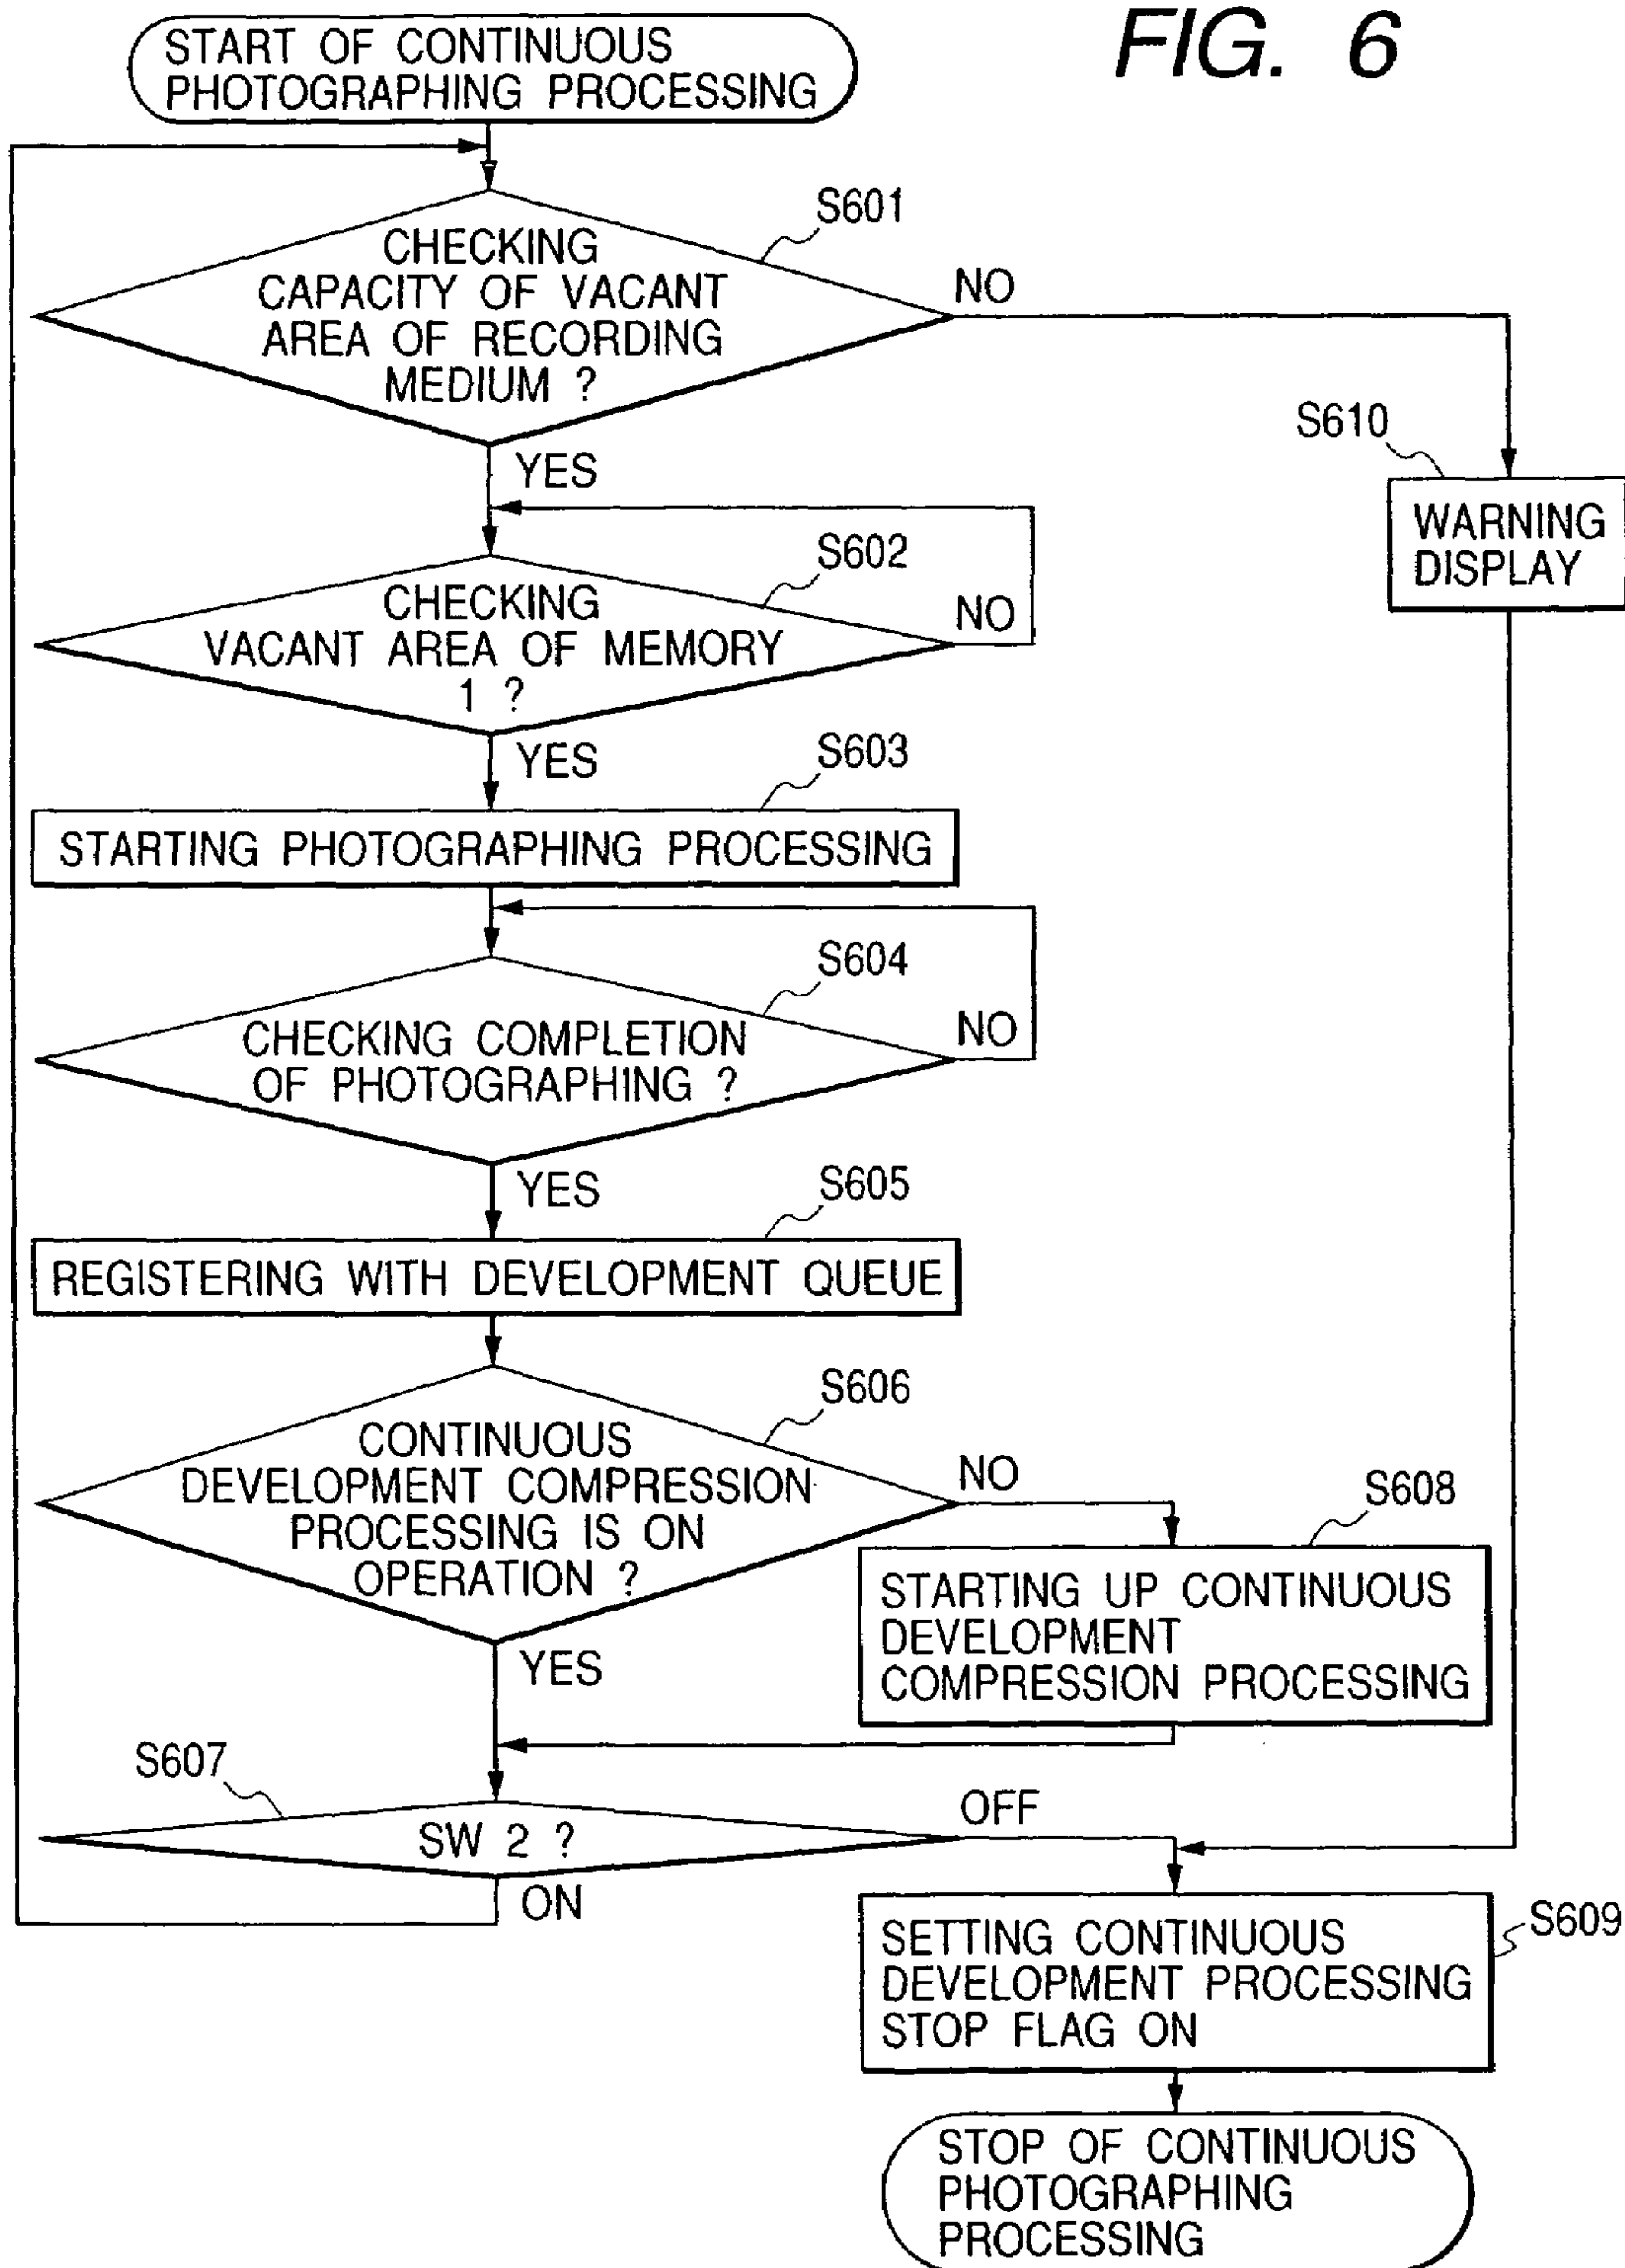 FIG. 6
START OF CONTINUOUS
PHOTOGRAPHING PROCESSING
S601
CHECKING
CAPACITY OF VACANT
AREA OF RECORDING
MEDIUM ?
NO
YES
S610
WARNING
DISPLAY
S602
CHECKING
VACANT AREA OF MEMORY
1 ?
NO
YES
S603
STARTING PHOTOGRAPHING PROCESSING
S604
CHECKING COMPLETION
OF PHOTOGRAPHING ?
NO
YES
S605
REGISTERING WITH DEVELOPMENT QUEUE
S606
CONTINUOUS
DEVELOPMENT COMPRESSION
PROCESSING IS ON
OPERATION ?
NO
YES
S608
STARTING UP CONTINUOUS
DEVELOPMENT
COMPRESSION PROCESSING
S607
SW 2 ?
OFF
ON
S609
SETTING CONTINUOUS
DEVELOPMENT PROCESSING
STOP FLAG ON
STOP OF CONTINUOUS
PHOTOGRAPHING
PROCESSING